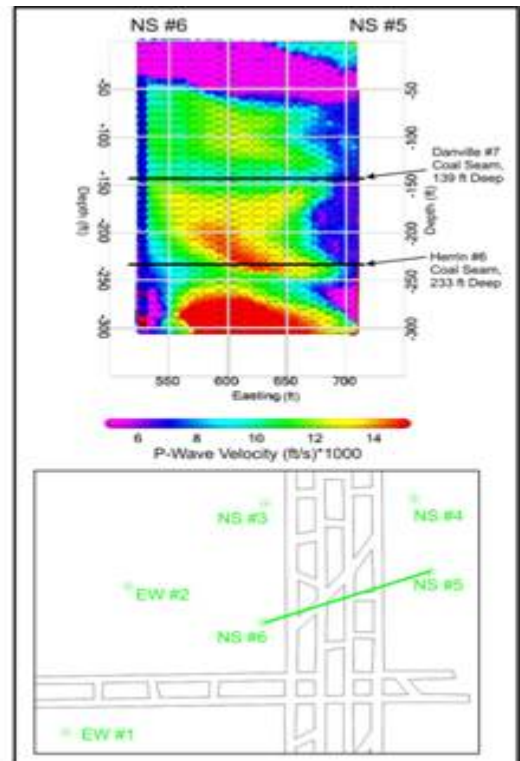 NS #6
NS #5
-50
-100
-150
-200
-250
-300
Depth (ft)
-50
-100
-150
-200
-250
-300
Depth (ft)
Danville #7
Coal Seam,
139 ft Deep
Herrin #6
Coal Seam,
233 ft Deep
550
600
650
700
Easting (ft)
6
8
10
12
14
P-Wave Velocity (ft/s)*1000
NS #3
NS #4
EW #2
NS #5
NS #6
EW #1